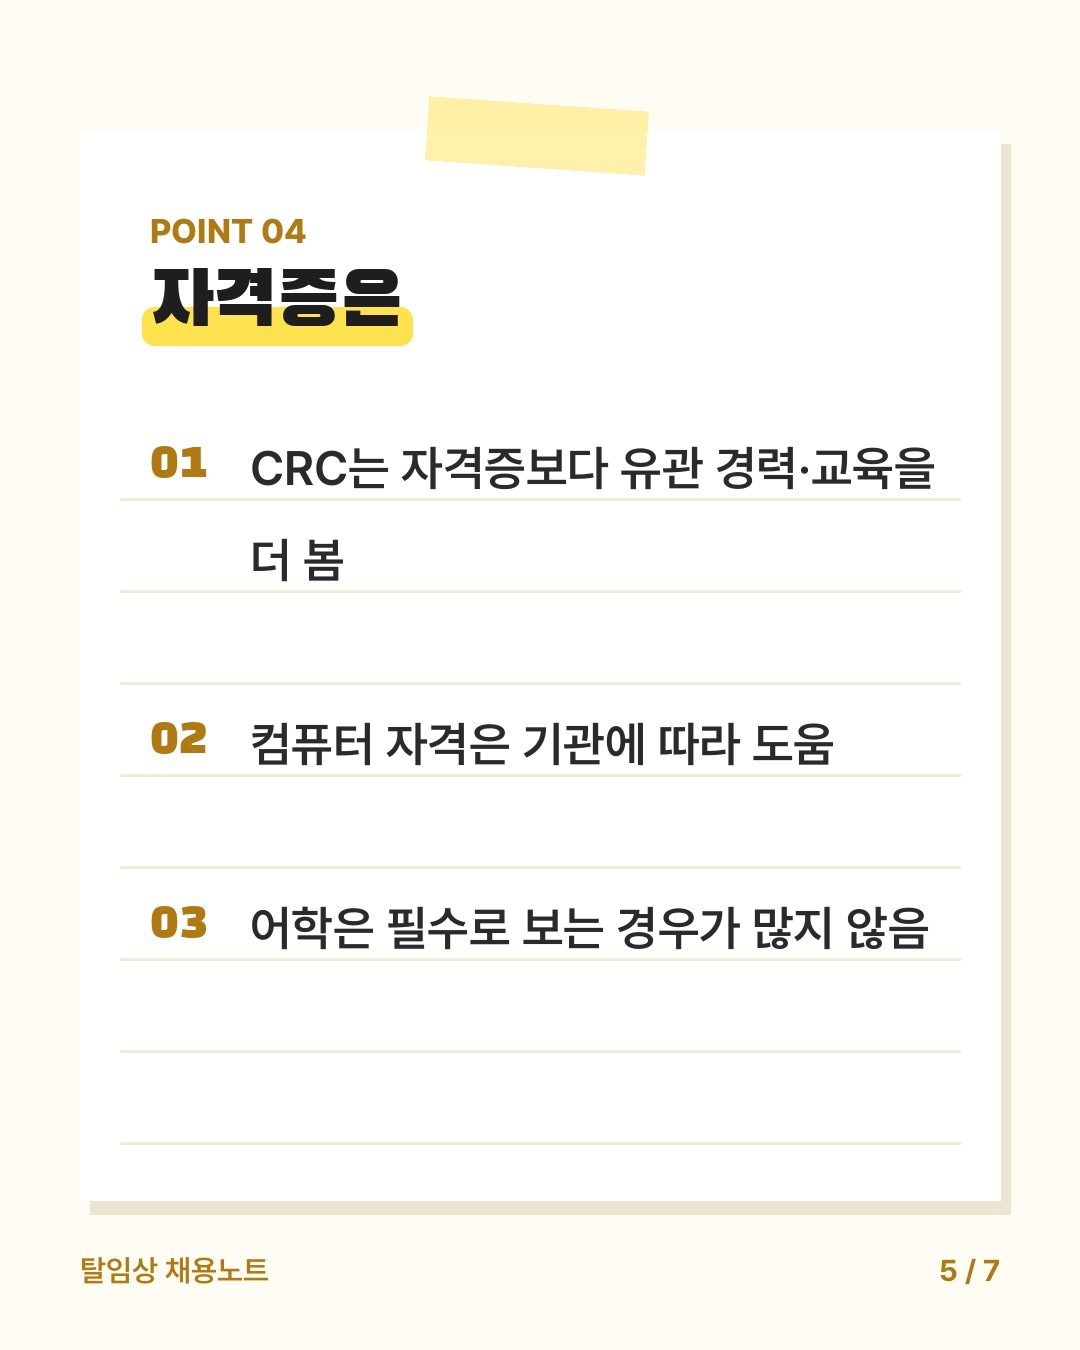 POINT 04
자격증은
01 CRC는 자격증보다 유관 경력·교육을
더 봄
02 컴퓨터 자격은 기관에 따라 도움
03 어학은 필수로 보는 경우가 많지 않음
탈임상 채용노트
5 / 7